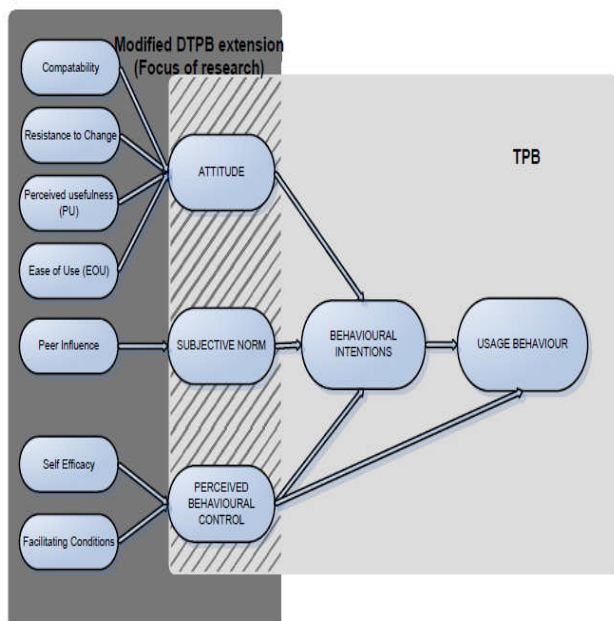 Modified DTPB extension
(Focus of research)
TPB
Compatability
Resistance to Change
Perceived usefulness
(PU)
Ease of Use (EOU)
Peer Influence
Self Efficacy
Facilitating Conditions
ATTITUDE
SUBJECTIVE NORM
PERCEIVED
BEHAVIOURAL
CONTROL
BEHAVIOURAL
INTENTIONS
USAGE BEHAVIOUR